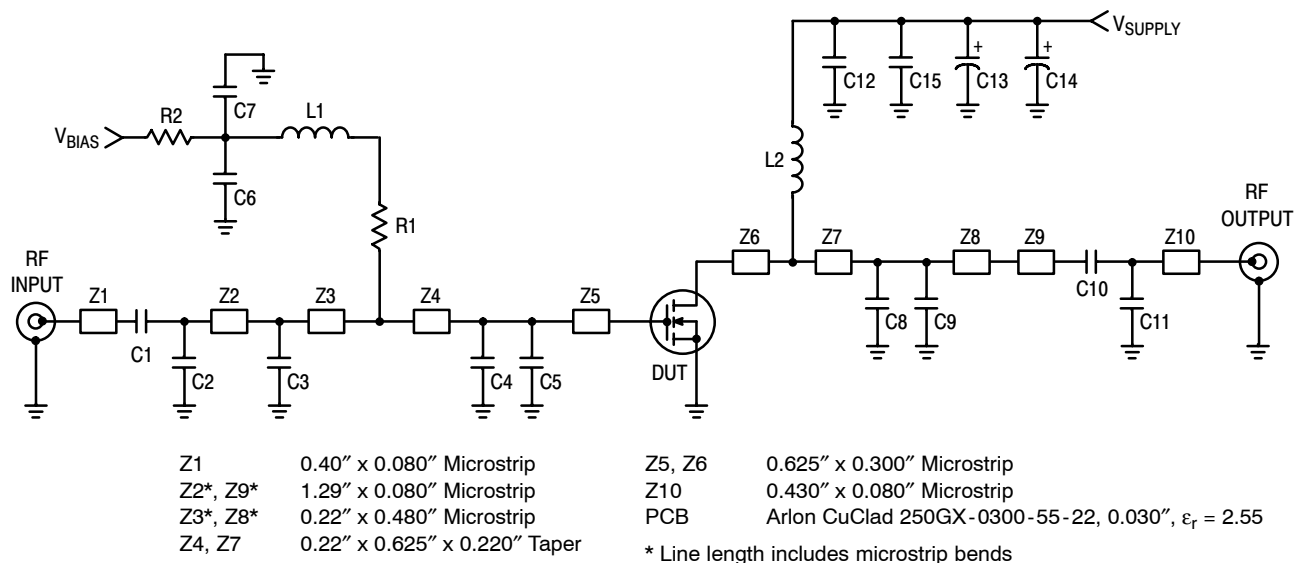 V_SUPPLY
C12 C15 + C13 + C14
C7
R2 L1
V_BIAS
C6
L2
R1
RF
INPUT
RF
OUTPUT
Z6 Z7 Z8 Z9 Z10
C10
C8 C9 C11
Z1 Z2 Z3 Z4 Z5
C1
C2 C3 C4 C5
DUT
Z1 0.40″ x 0.080″ Microstrip
Z2*, Z9* 1.29″ x 0.080″ Microstrip
Z3*, Z8* 0.22″ x 0.480″ Microstrip
Z4, Z7 0.22″ x 0.625″ x 0.220″ Taper
Z5, Z6 0.625″ x 0.300″ Microstrip
Z10 0.430″ x 0.080″ Microstrip
PCB Arlon CuClad 250GX-0300-55-22, 0.030″, εr = 2.55
* Line length includes microstrip bends